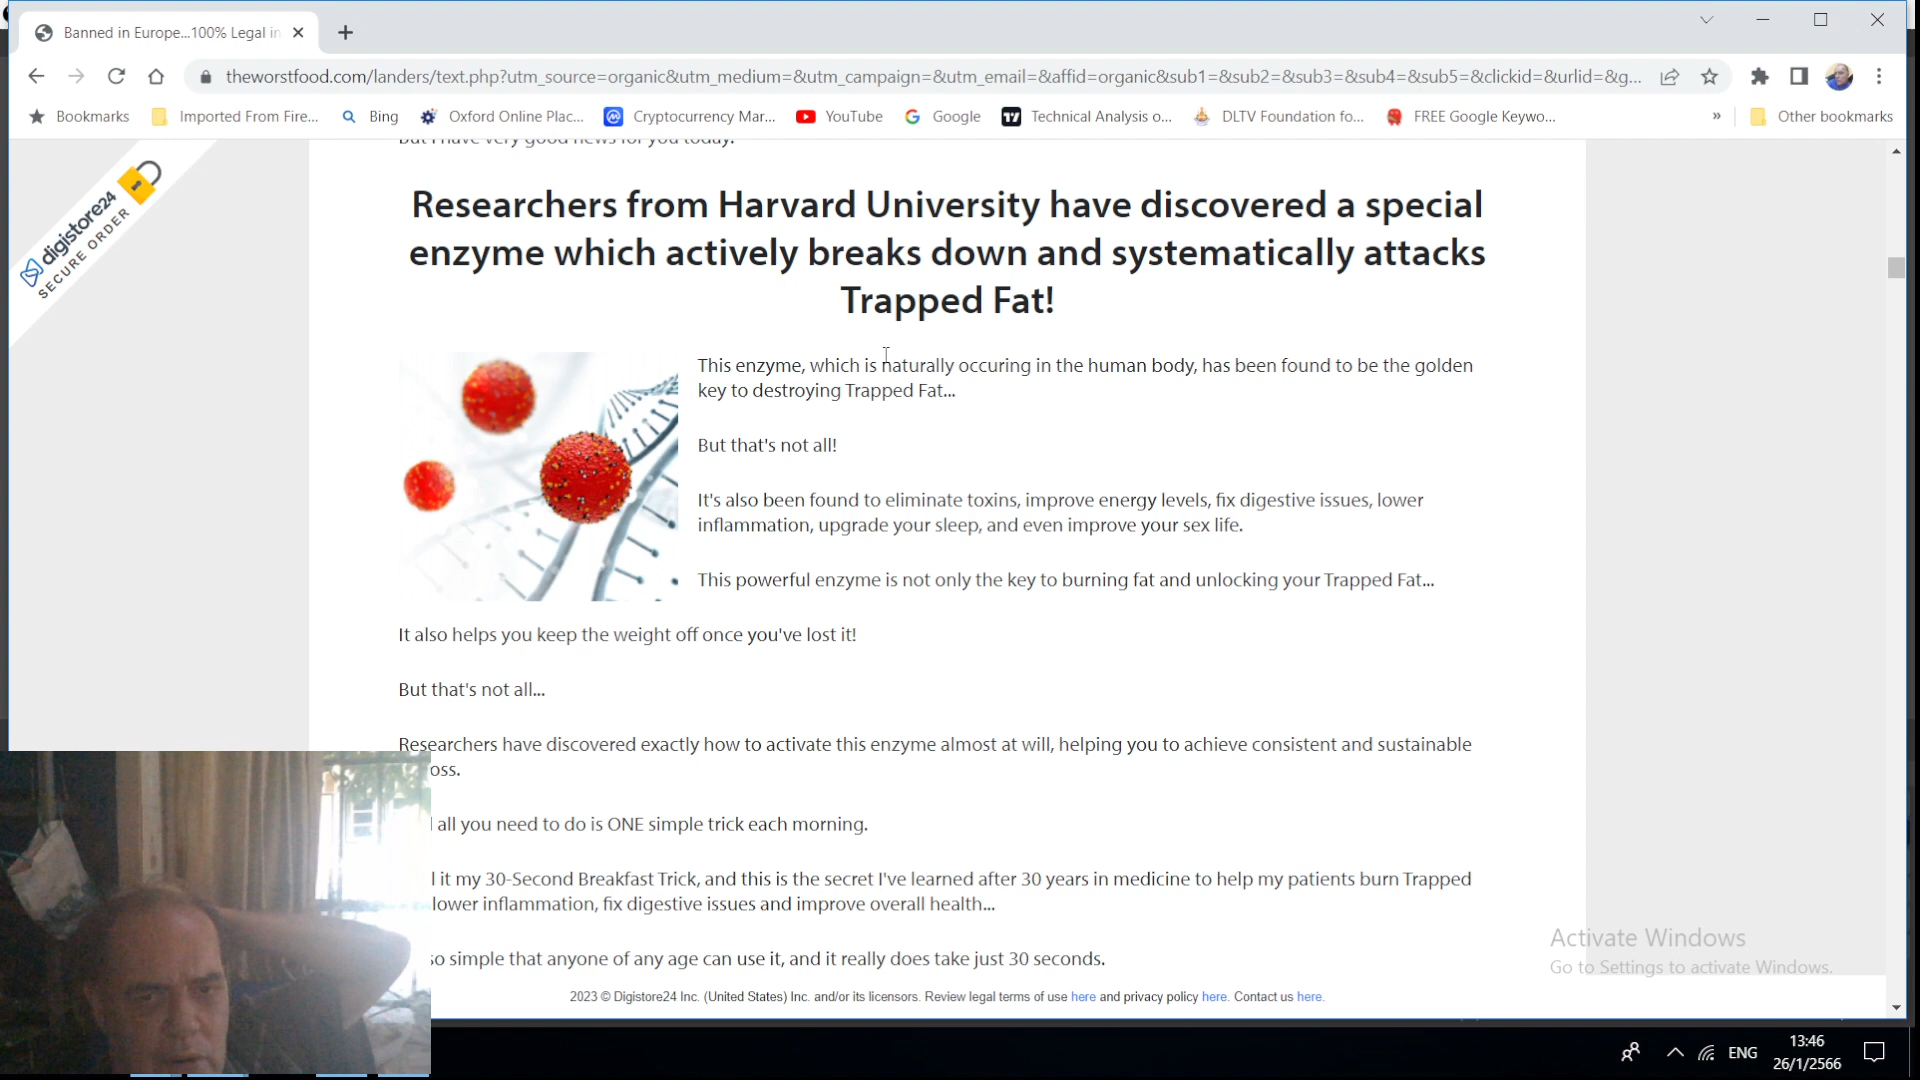 Banned in Europe...100% Legal in
theworstfood.com/landers/text.php?utm_source=organic&utm_medium=&utm_campaign=&utm_email=&affid=organic&sub1=&sub2=&sub3=&sub4=&sub5=&clickid=&urlid=&g...
Bookmarks Imported From Fire... Bing Oxford Online Plac... Cryptocurrency Mar... YouTube Google Technical Analysis o... DLTV Foundation fo... FREE Google Keywo... » Other bookmarks
But I have very good news for you today.
digistore24
SECURE ORDER
Researchers from Harvard University have discovered a special
enzyme which actively breaks down and systematically attacks
Trapped Fat!
This enzyme, which is naturally occuring in the human body, has been found to be the golden
key to destroying Trapped Fat...
But that's not all!
It's also been found to eliminate toxins, improve energy levels, fix digestive issues, lower
inflammation, upgrade your sleep, and even improve your sex life.
This powerful enzyme is not only the key to burning fat and unlocking your Trapped Fat...
It also helps you keep the weight off once you've lost it!
But that's not all...
Researchers have discovered exactly how to activate this enzyme almost at will, helping you to achieve consistent and sustainable
oss.
all you need to do is ONE simple trick each morning.
l it my 30-Second Breakfast Trick, and this is the secret I've learned after 30 years in medicine to help my patients burn Trapped
lower inflammation, fix digestive issues and improve overall health...
so simple that anyone of any age can use it, and it really does take just 30 seconds.
Activate Windows
Go to Settings to activate Windows.
2023 © Digistore24 Inc. (United States) Inc. and/or its licensors. Review legal terms of use here and privacy policy here. Contact us here.
ENG
13:46
26/1/2566